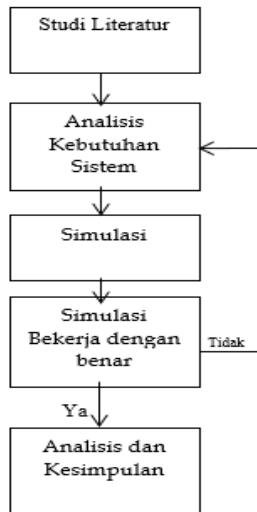 Studi Literatur
Analisis
Kebutuhan
Sistem
Simulasi
Simulasi
Bekerja dengan
benar
Tidak
Ya
Analisis dan
Kesimpulan